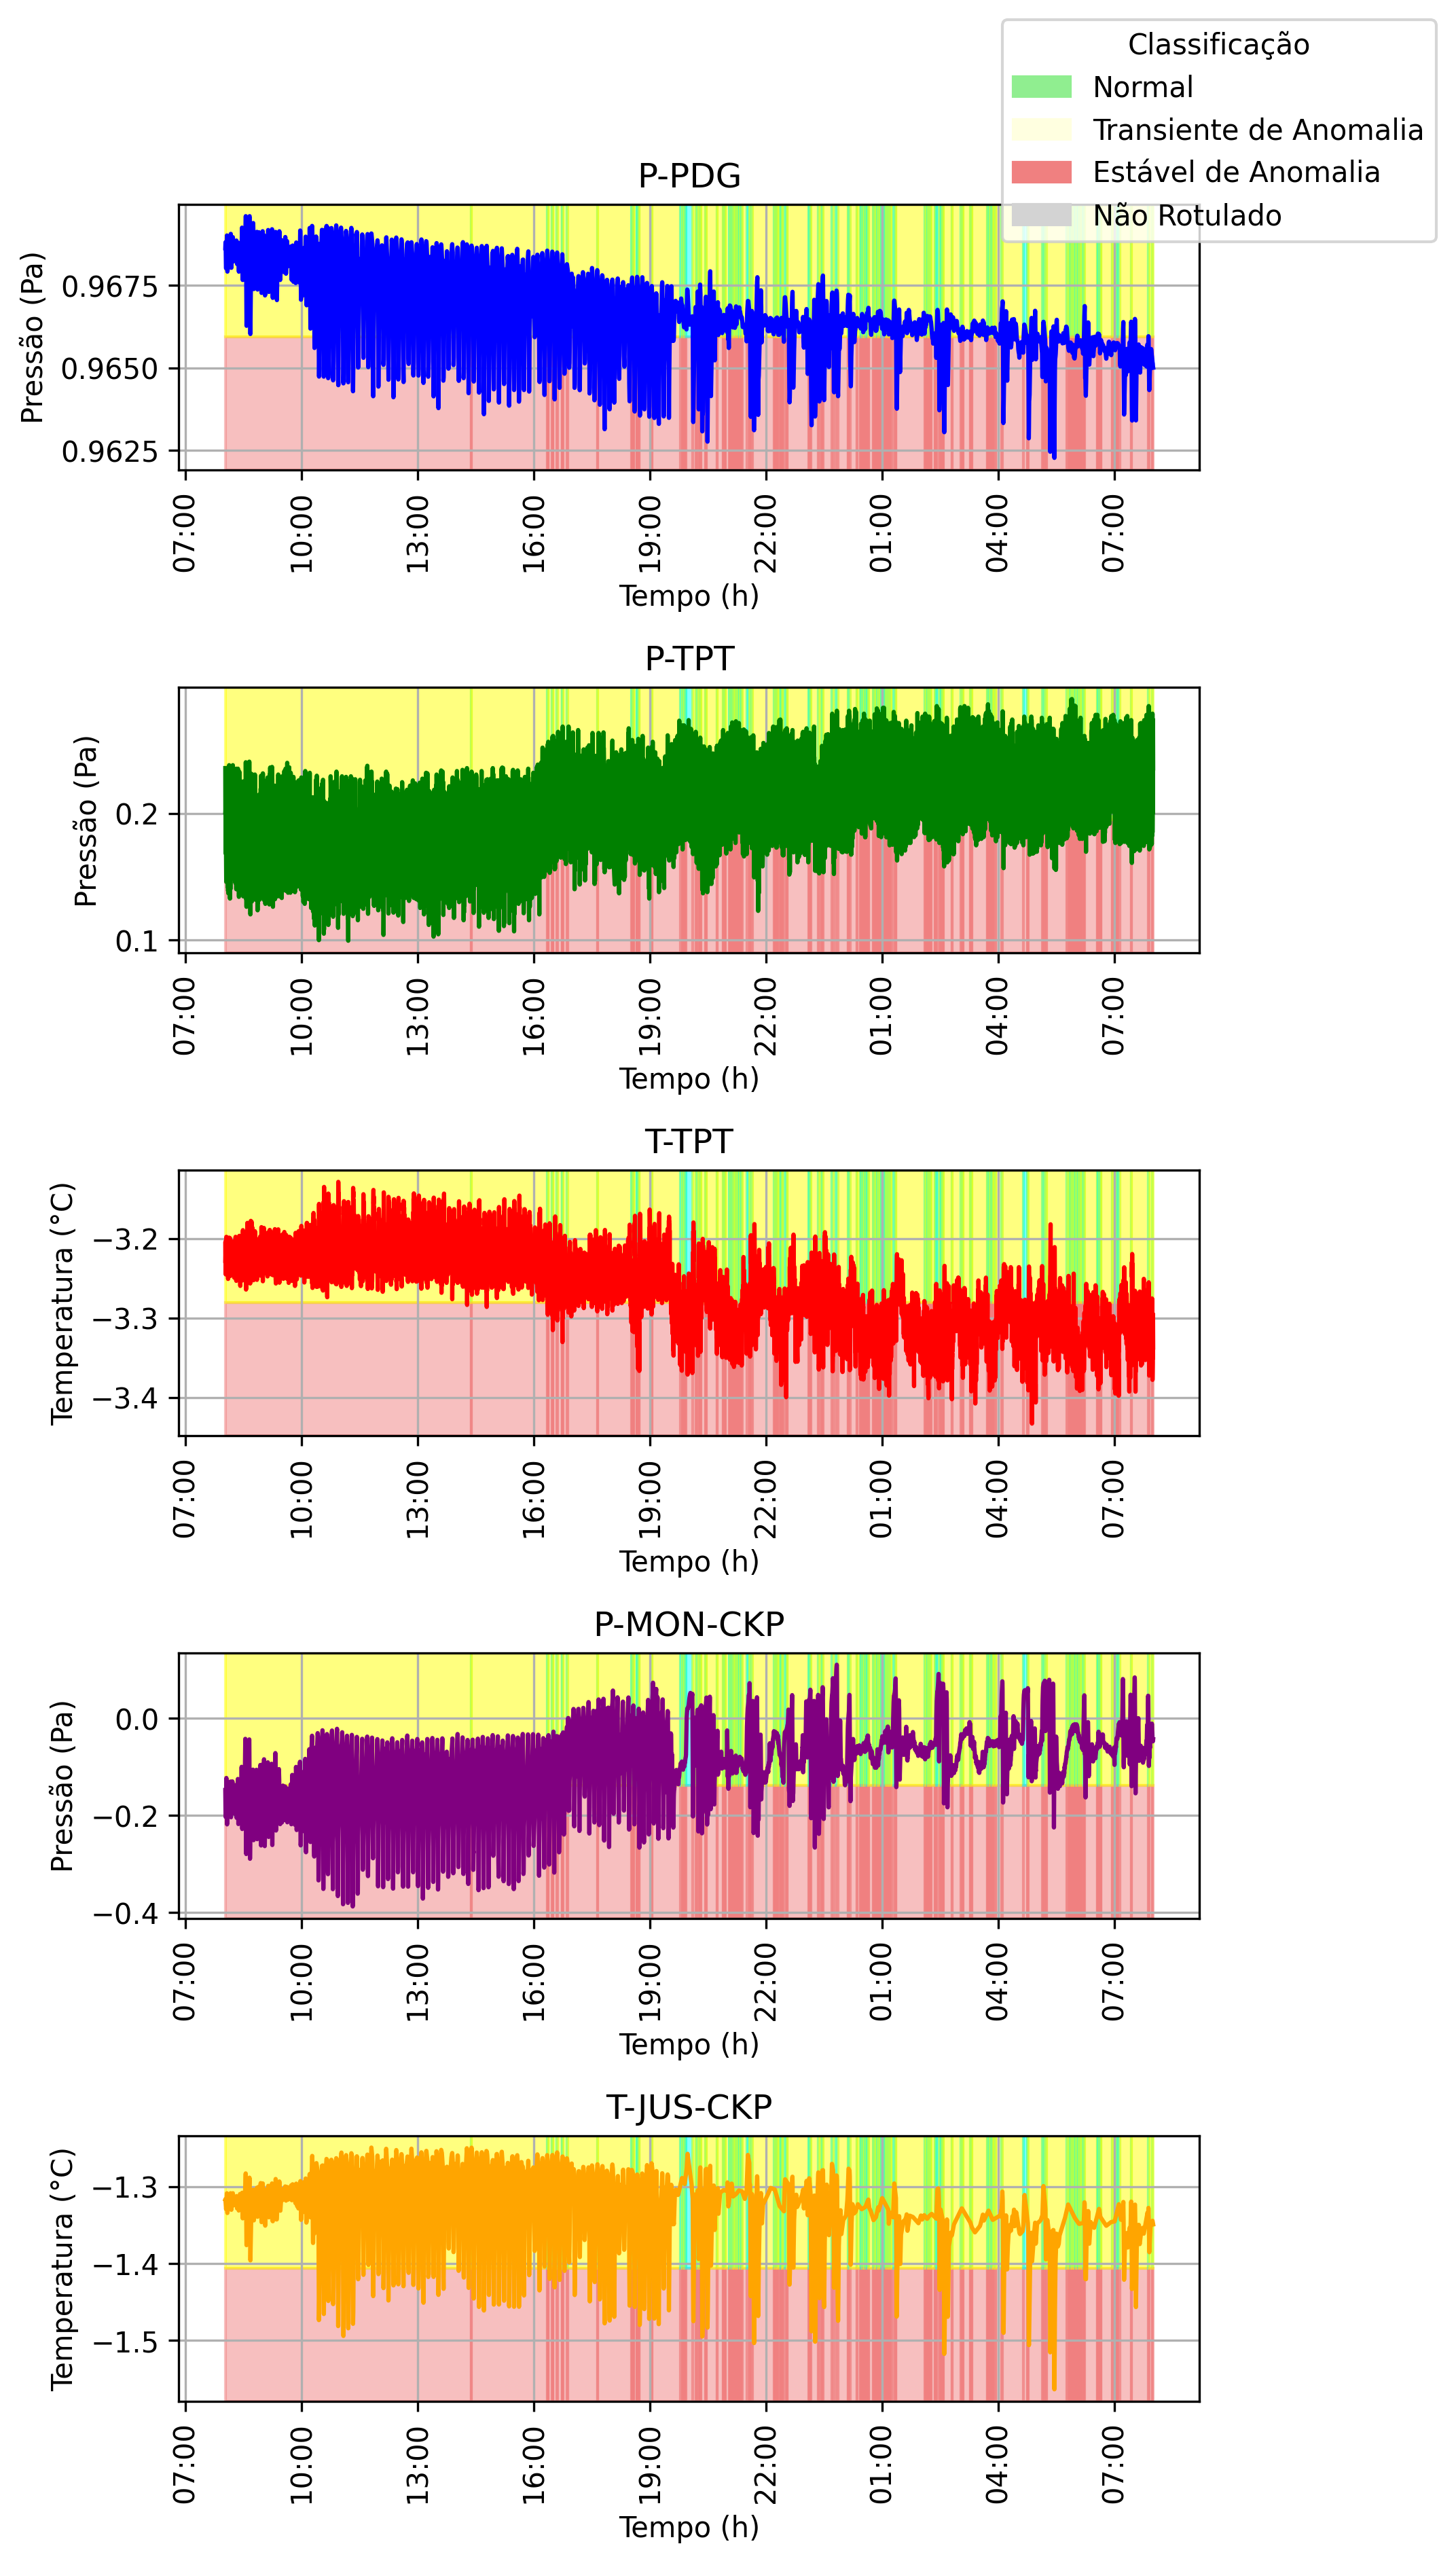 Classificação
Normal
Transiente de Anomalia
Estável de Anomalia
Não Rotulado
P-PDG
Pressão (Pa)
0.9675
0.9650
0.9625
07:00 10:00 13:00 16:00 19:00 22:00 01:00 04:00 07:00
Tempo (h)
P-TPT
Pressão (Pa)
0.2
0.1
07:00 10:00 13:00 16:00 19:00 22:00 01:00 04:00 07:00
Tempo (h)
T-TPT
Temperatura (°C)
−3.2
−3.3
−3.4
07:00 10:00 13:00 16:00 19:00 22:00 01:00 04:00 07:00
Tempo (h)
P-MON-CKP
Pressão (Pa)
0.0
−0.2
−0.4
07:00 10:00 13:00 16:00 19:00 22:00 01:00 04:00 07:00
Tempo (h)
T-JUS-CKP
Temperatura (°C)
−1.3
−1.4
−1.5
07:00 10:00 13:00 16:00 19:00 22:00 01:00 04:00 07:00
Tempo (h)